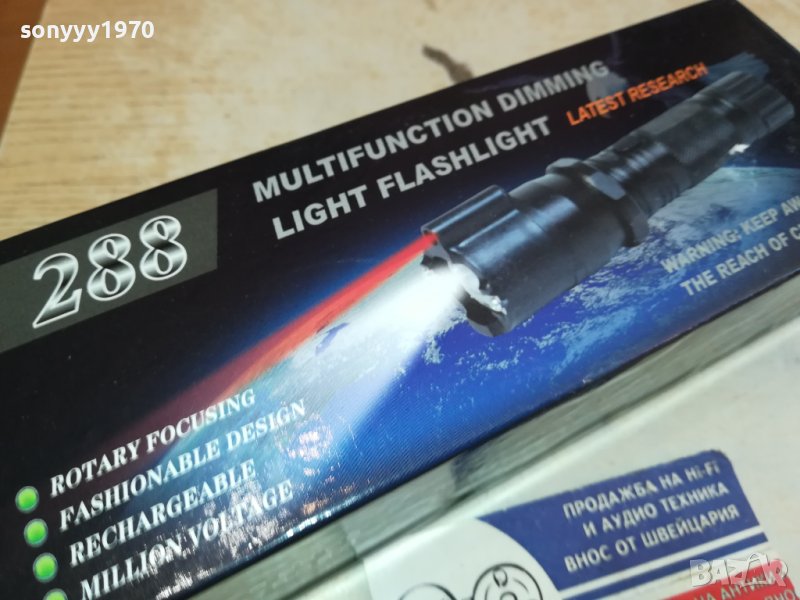 sonyyy1970
288
MULTIFUNCTION DIMMING
LIGHT FLASHLIGHT
LATEST RESEARCH
WARNING: KEEP
THE REACH OF
ROTARY FOCUSING
FASHIONABLE DESIGN
RECHARGEABLE
MILLION VOLTAGE
ПРОДАЖБА НА HI-FI
И АУДИО ТЕХНИКА
ВНОС ОТ ШВЕЙЦАРИЯ
BAZAR